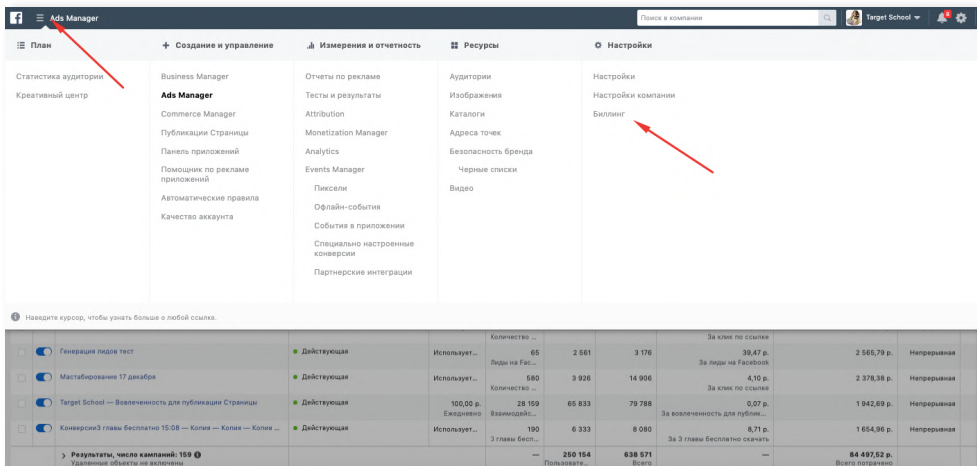 Ads Manager
Поиск в компании
Target School
План
Статистика аудитории
Креативный центр
Создание и управление
Business Manager
Ads Manager
Commerce Manager
Публикации Страницы
Панель приложений
Помощник по рекламе
приложений
Автоматические правила
Качество аккаунта
Измерения и отчетность
Отчеты по рекламе
Тесты и результаты
Attribution
Monetization Manager
Analytics
Events Manager
Пиксели
Офлайн-события
События в приложении
Специально настроенные
конверсии
Партнерские интеграции
Ресурсы
Аудитории
Изображения
Каталоги
Адреса точек
Безопасность бренда
Черные списки
Видео
Настройки
Настройки
Настройки компании
Биллинг
Наведите курсор, чтобы узнать больше о любой ссылке.
Количество ... За клик по ссылке
Генерация лидов тест Действующая Использует... 65 2 561 3 176 39,47 р. 2 565,79 р. Непрерывная
Лиды на Fac... За лиды на Facebook
Мастабирование 17 декабря Действующая Использует... 580 3 926 14 906 4,10 р. 2 378,38 р. Непрерывная
Количество ... За клик по ссылке
Target School — Вовлеченность для публикации Страницы Действующая 100,00 р. 28 159 65 833 79 788 0,07 р. 1 942,69 р. Непрерывная
Ежедневно Взаимодейс... За вовлеченность для публик...
Конверсии3 главы бесплатно 15:08 — Копия — Копия — Копия ... Действующая Использует... 190 6 333 8 080 8,71 р. 1 654,96 р. Непрерывная
3 главы бесп... За 3 главы бесплатно скачать
Результаты, число кампаний: 159 — 250 154 638 571 — 84 497,52 р.
Удаленные объекты не включены Пользовате... Всего Всего потрачено